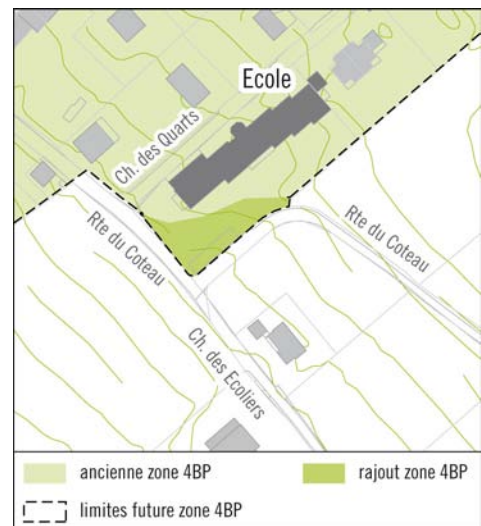 Ecole
Ch. des Quarts
Rte du Coteau
Rte du Coteau
Ch. des Ecoliers
ancienne zone 4BP
rajout zone 4BP
limites future zone 4BP